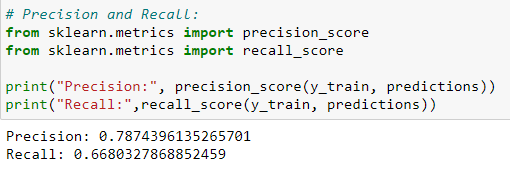 # Precision and Recall:
from sklearn.metrics import precision_score
from sklearn.metrics import recall_score
print("Precision:", precision_score(y_train, predictions))
print("Recall:",recall_score(y_train, predictions))
Precision: 0.7874396135265701
Recall: 0.6680327868852459